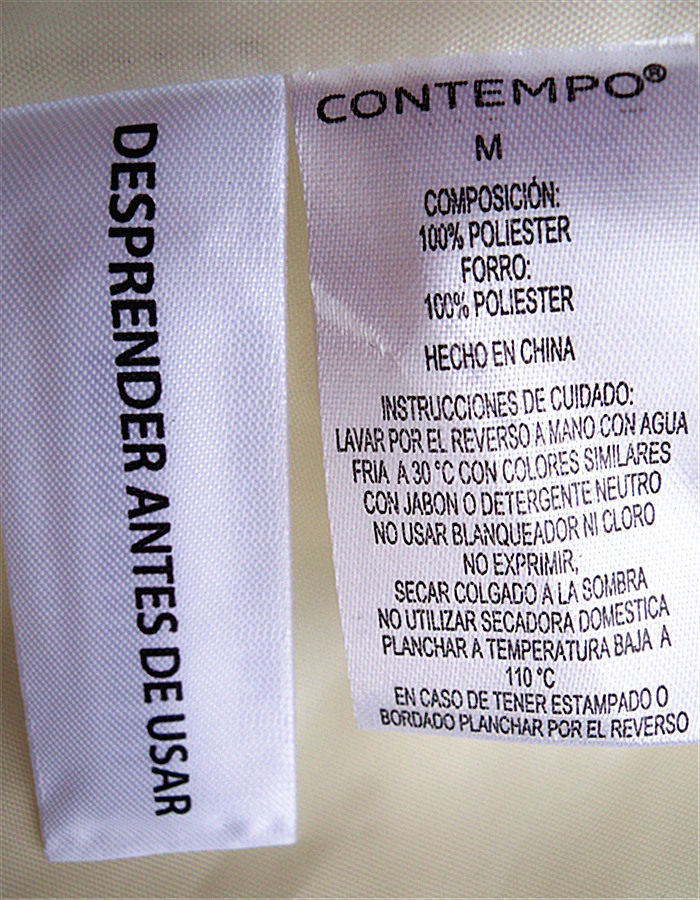 DESPRENDER ANTES DE USAR
CONTEMPO®
M
COMPOSICIÓN:
100% POLIESTER
FORRO:
100% POLIESTER
HECHO EN CHINA
INSTRUCCIONES DE CUIDADO:
LAVAR POR EL REVERSO A MANO CON AGUA
FRIA A 30 °C CON COLORES SIMILARES
CON JABON O DETERGENTE NEUTRO
NO USAR BLANQUEADOR NI CLORO
NO EXPRIMIR,
SECAR COLGADO A LA SOMBRA
NO UTILIZAR SECADORA DOMESTICA
PLANCHAR A TEMPERATURA BAJA A
110 °C
EN CASO DE TENER ESTAMPADO O
BORDADO PLANCHAR POR EL REVERSO